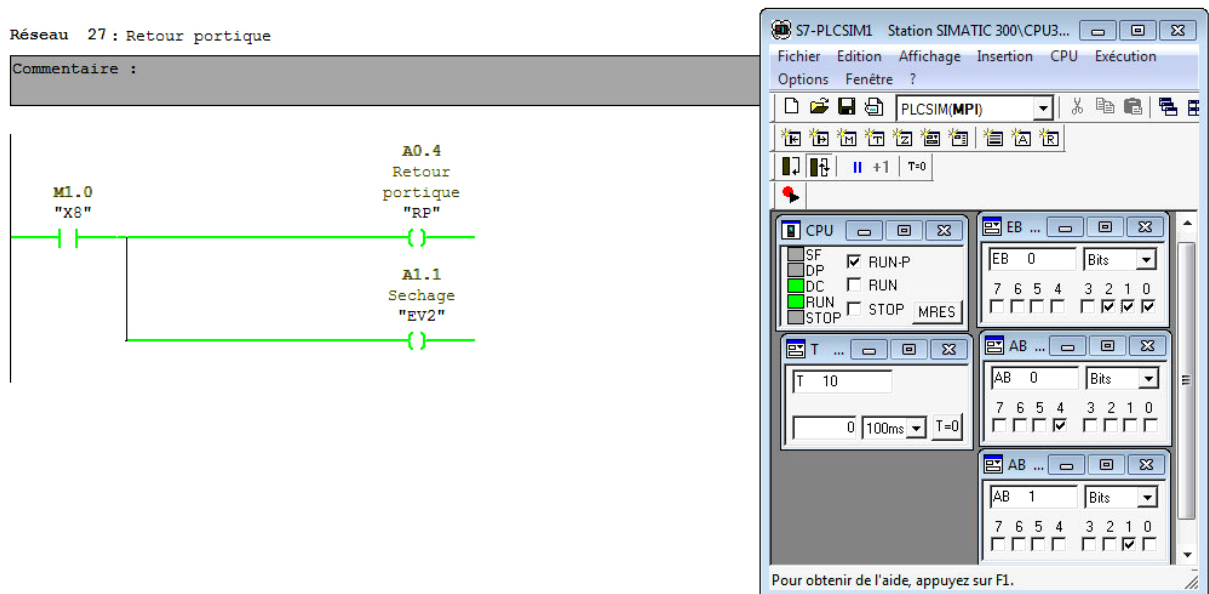 Réseau 27 : Retour portique
Commentaire :
A0.4
Retour
portique
"RP"
M1.0
"X8"
A1.1
Sechage
"EV2"
S7-PLCSIM1 Station SIMATIC 300\CPU3...
Fichier Edition Affichage Insertion CPU Exécution
Options Fenêtre ?
PLCSIM(MPI)
+1 T=0
CPU
SF
DP
DC
RUN
STOP
RUN-P
RUN
STOP MRES
EB ...
EB 0 Bits
7 6 5 4 3 2 1 0
T ...
T 10
0 100ms T=0
AB ...
AB 0 Bits
7 6 5 4 3 2 1 0
AB ...
AB 1 Bits
7 6 5 4 3 2 1 0
Pour obtenir de l'aide, appuyez sur F1.